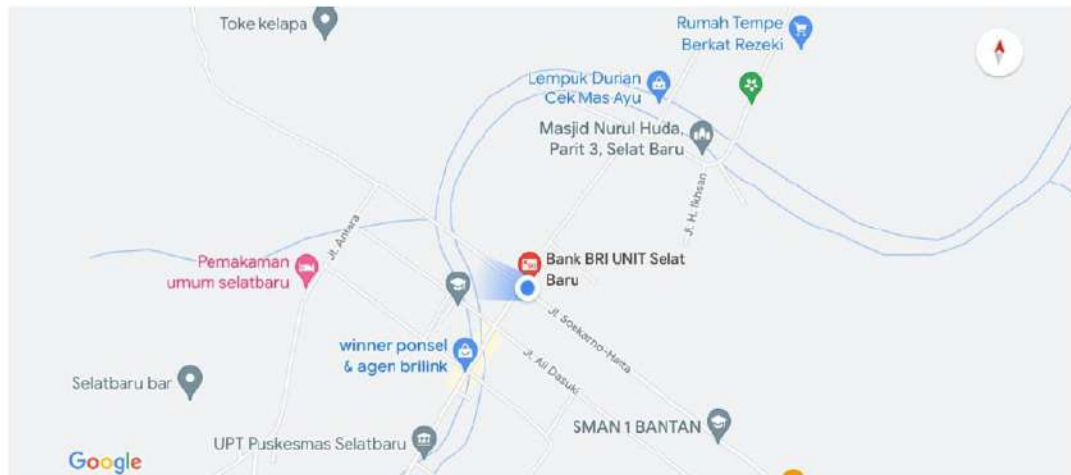 Toke kelapa
Rumah Tempe
Berkat Rezeki
Lempuk Durian
Cek Mas Ayu
Masjid Nurul Huda,
Parit 3, Selat Baru
Jl. H. Ikhsan
Jl. Antara
Pemakaman
umum selatbaru
Bank BRI UNIT Selat
Baru
Jl. Soekarno-Hatta
winner ponsel
& agen brilink
Jl. Ali Dasuki
Selatbaru bar
SMAN 1 BANTAN
UPT Puskesmas Selatbaru
Google